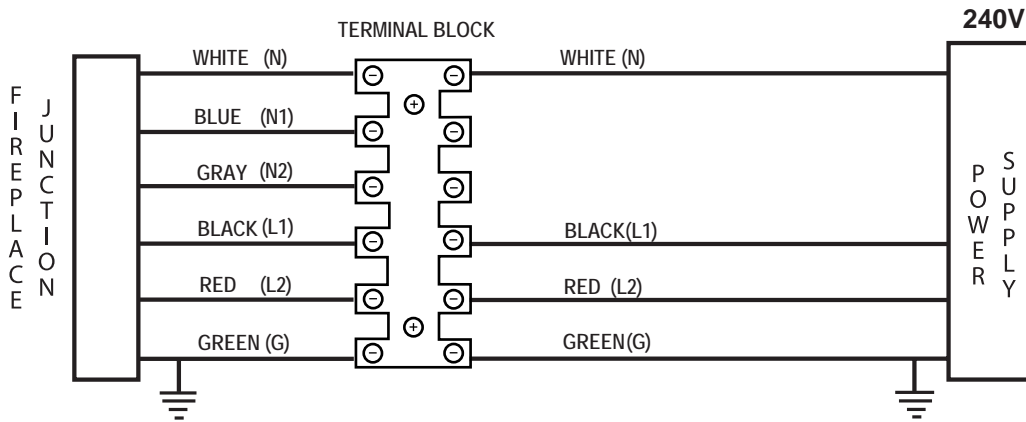 240V
TERMINAL BLOCK
WHITE (N)
WHITE (N)
BLUE (N1)
GRAY (N2)
BLACK (L1)
BLACK(L1)
RED (L2)
RED (L2)
GREEN (G)
GREEN(G)
FIREPLACE
JUNCTION
POWER
SUPPLY